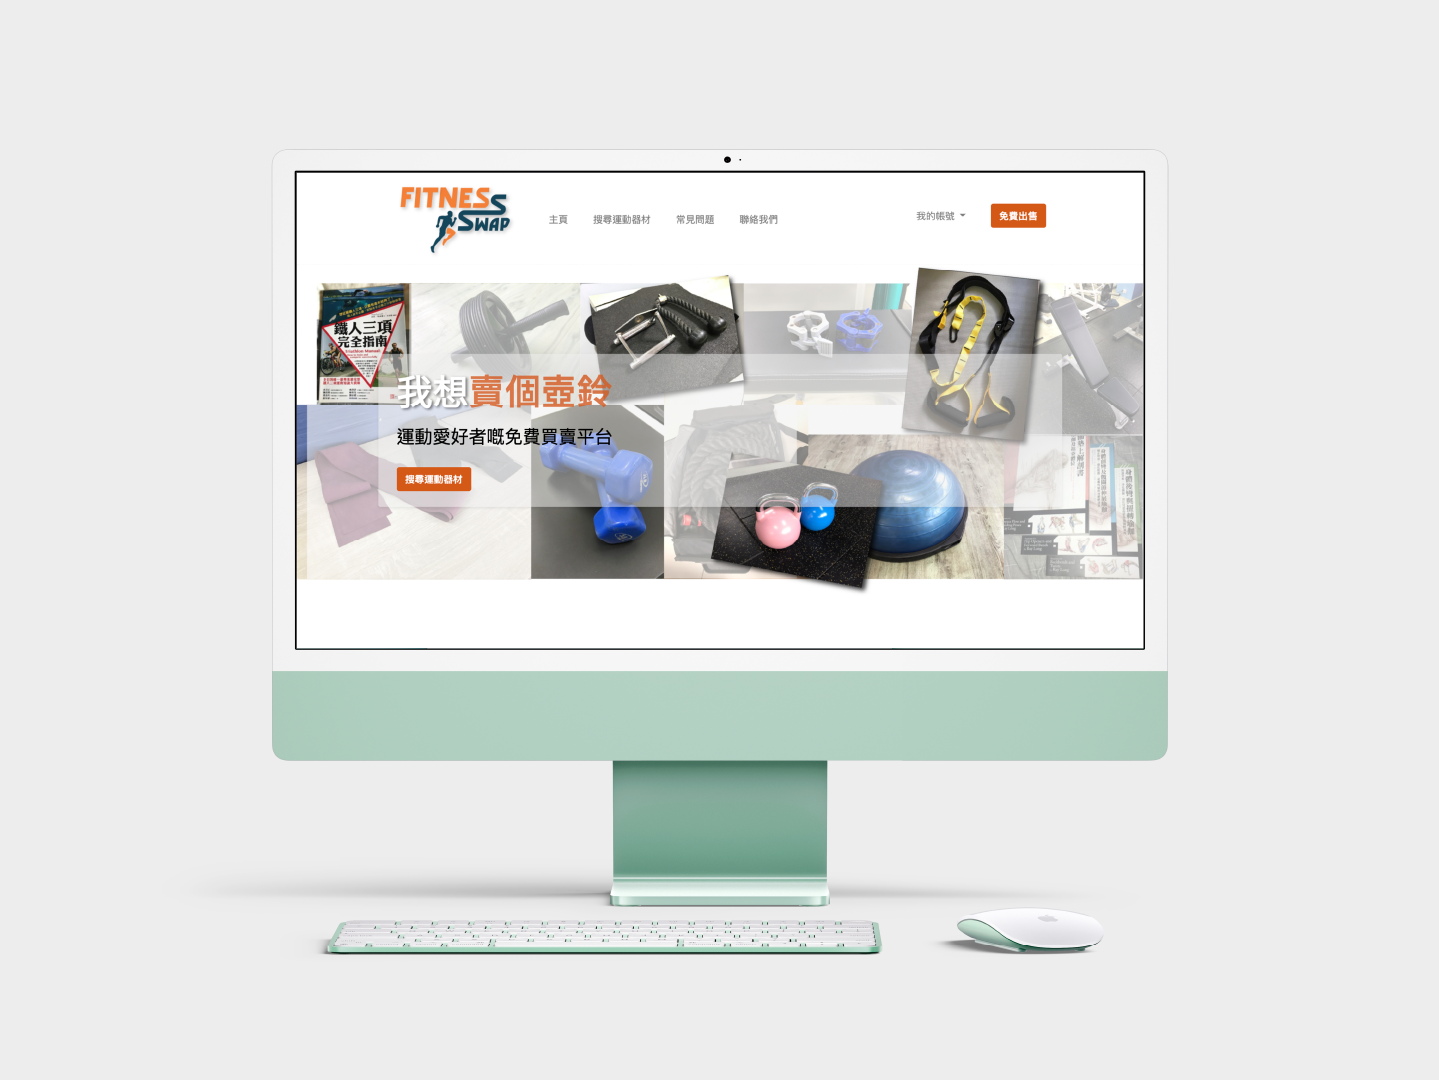 FITNESS
SWAP
主頁
搜尋運動器材
常見問題
聯絡我們
我的帳號
免費出售
鐵人三項
完全指南
我想賣個壺鈴
運動愛好者嘅免費買賣平台
搜尋運動器材